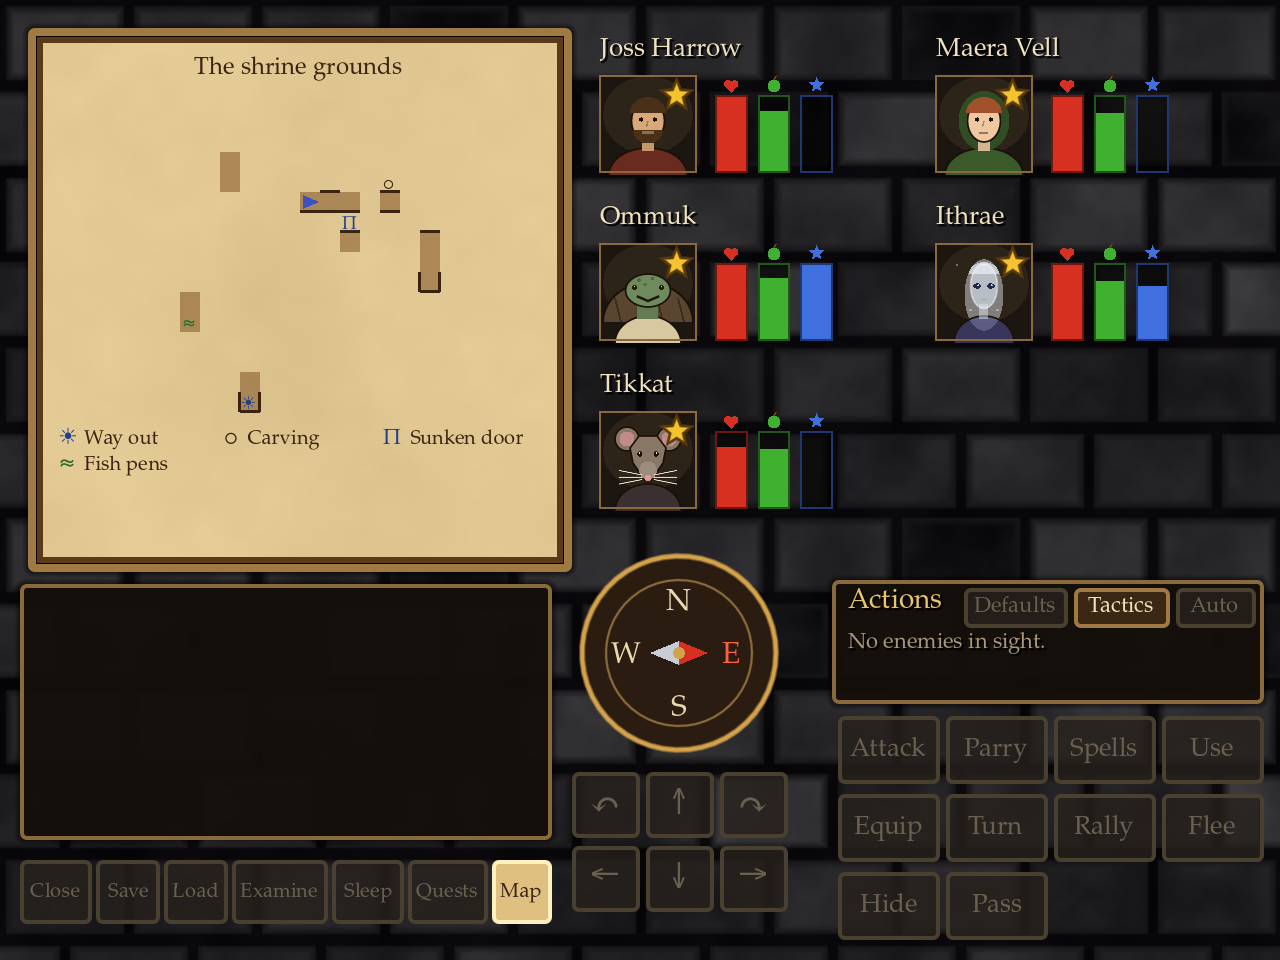 The shrine grounds
Π
Way out
Carving
Π Sunken door
Fish pens
Joss Harrow
Maera Vell
Ommuk
Ithrae
Tikkat
N
W E
S
Actions Defaults Tactics Auto
No enemies in sight.
Attack Parry Spells Use
Equip Turn Rally Flee
Hide Pass
Close Save Load Examine Sleep Quests Map